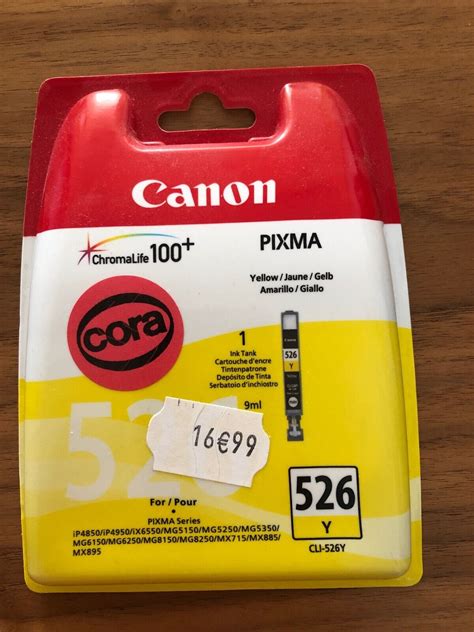 Canon
ChromaLife 100+
PIXMA
Yellow / Jaune / Gelb
Amarillo / Giallo
cora
1
Ink Tank
Cartouche d'encre
Tintenpatrone
Depósito de Tinta
Serbatoio d'inchiostro
9ml
Canon
526
Y
526
16€99
For / Pour
PIXMA Series
iP4850/iP4950/iX6550/MG5150/MG5250/MG5350/
MG6150/MG6250/MG8150/MG8250/MX715/MX885/
MX895
526
Y
CLI-526Y